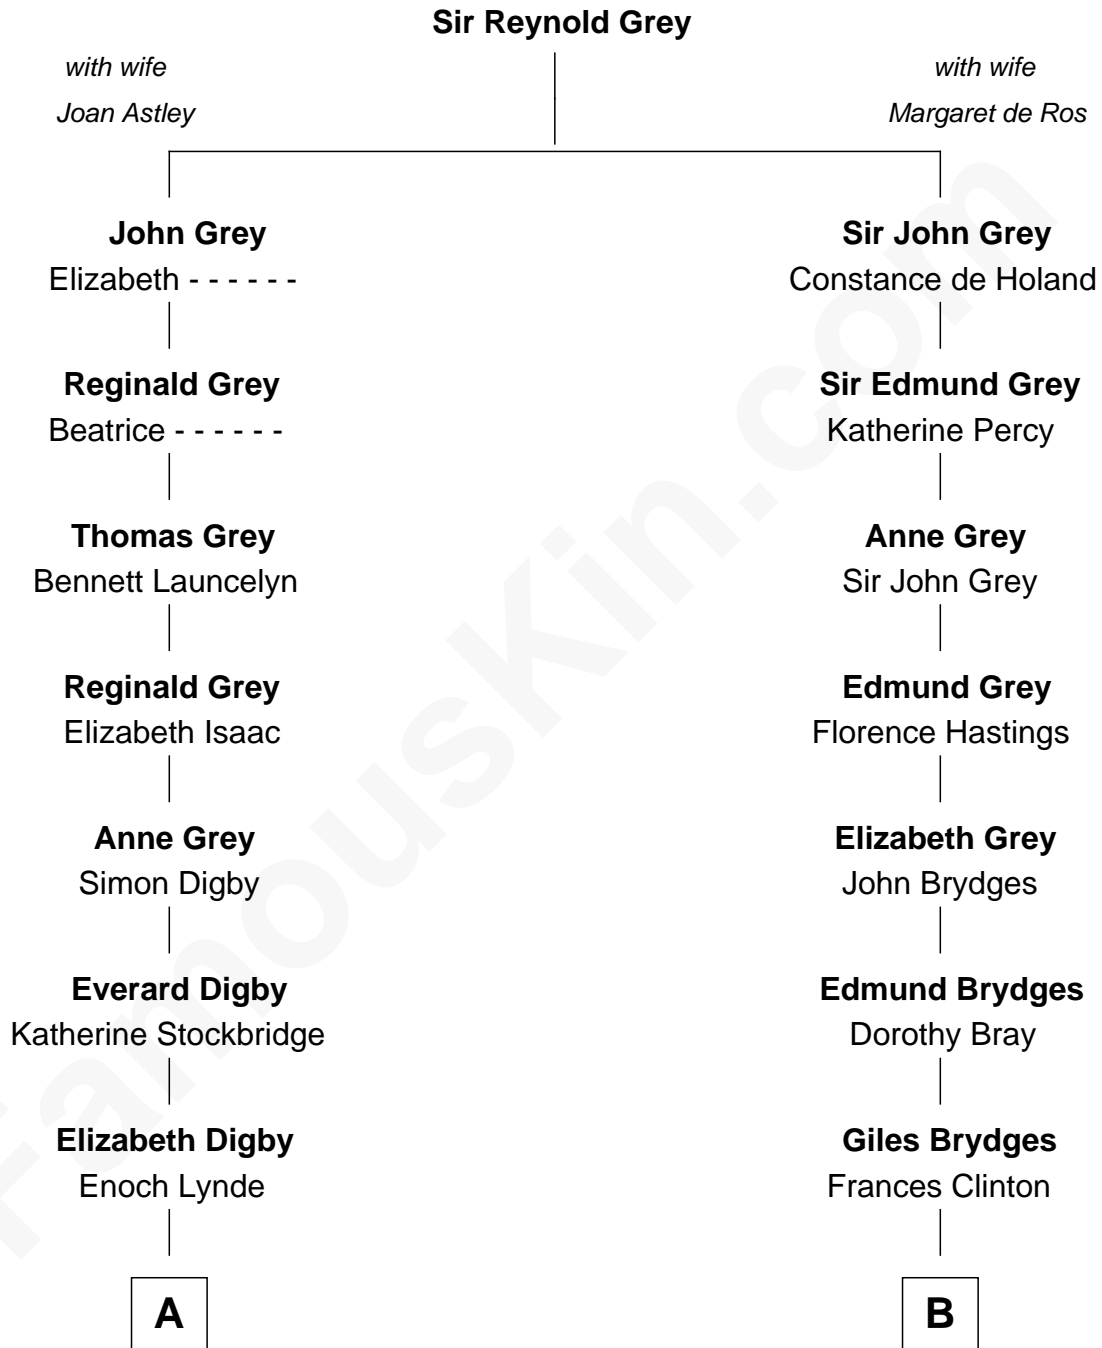 Sir Reynold Grey
with wife
Joan Astley
with wife
Margaret de Ros
John Grey
Elizabeth - - - - - -
Sir John Grey
Constance de Holand
Reginald Grey
Beatrice - - - - - -
Sir Edmund Grey
Katherine Percy
Thomas Grey
Bennett Launcelyn
Anne Grey
Sir John Grey
Reginald Grey
Elizabeth Isaac
Edmund Grey
Florence Hastings
Anne Grey
Simon Digby
Elizabeth Grey
John Brydges
Everard Digby
Katherine Stockbridge
Edmund Brydges
Dorothy Bray
Elizabeth Digby
Enoch Lynde
Giles Brydges
Frances Clinton
A
B
FamousKin.com